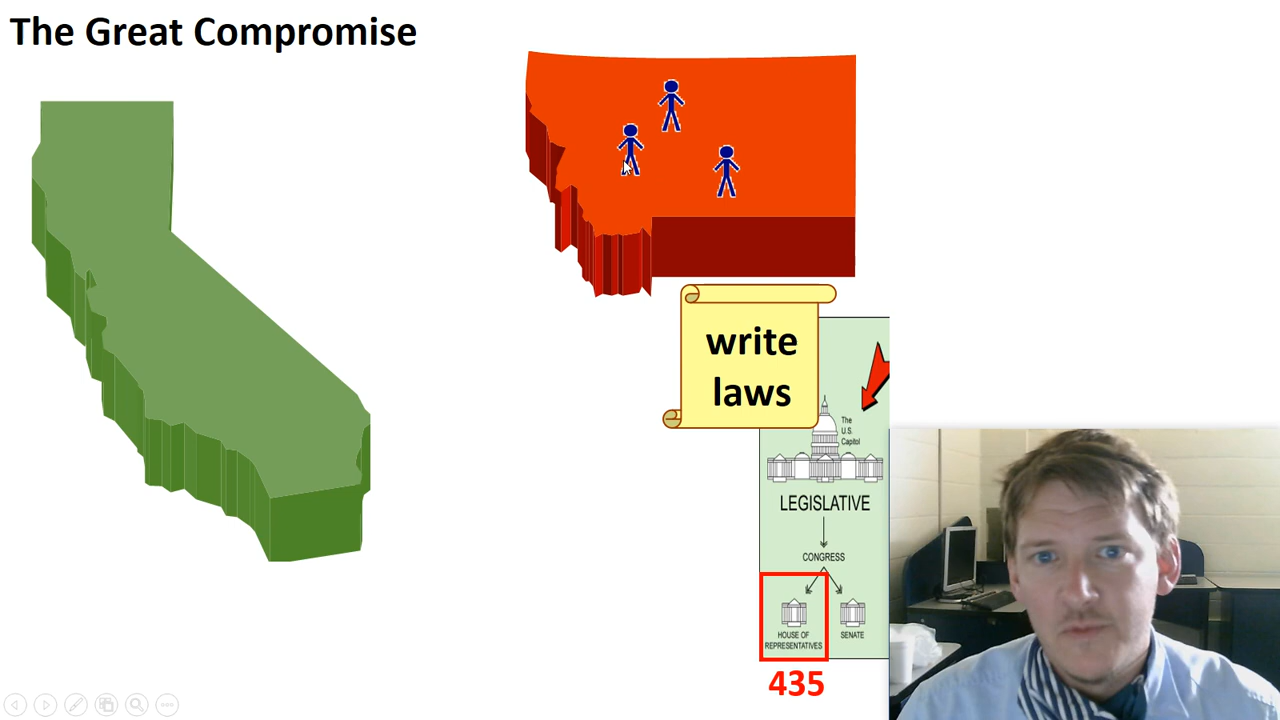 The Great Compromise
write
laws
The
U.S.
Capitol
LEGISLATIVE
CONGRESS
HOUSE OF
REPRESENTATIVES
SENATE
435